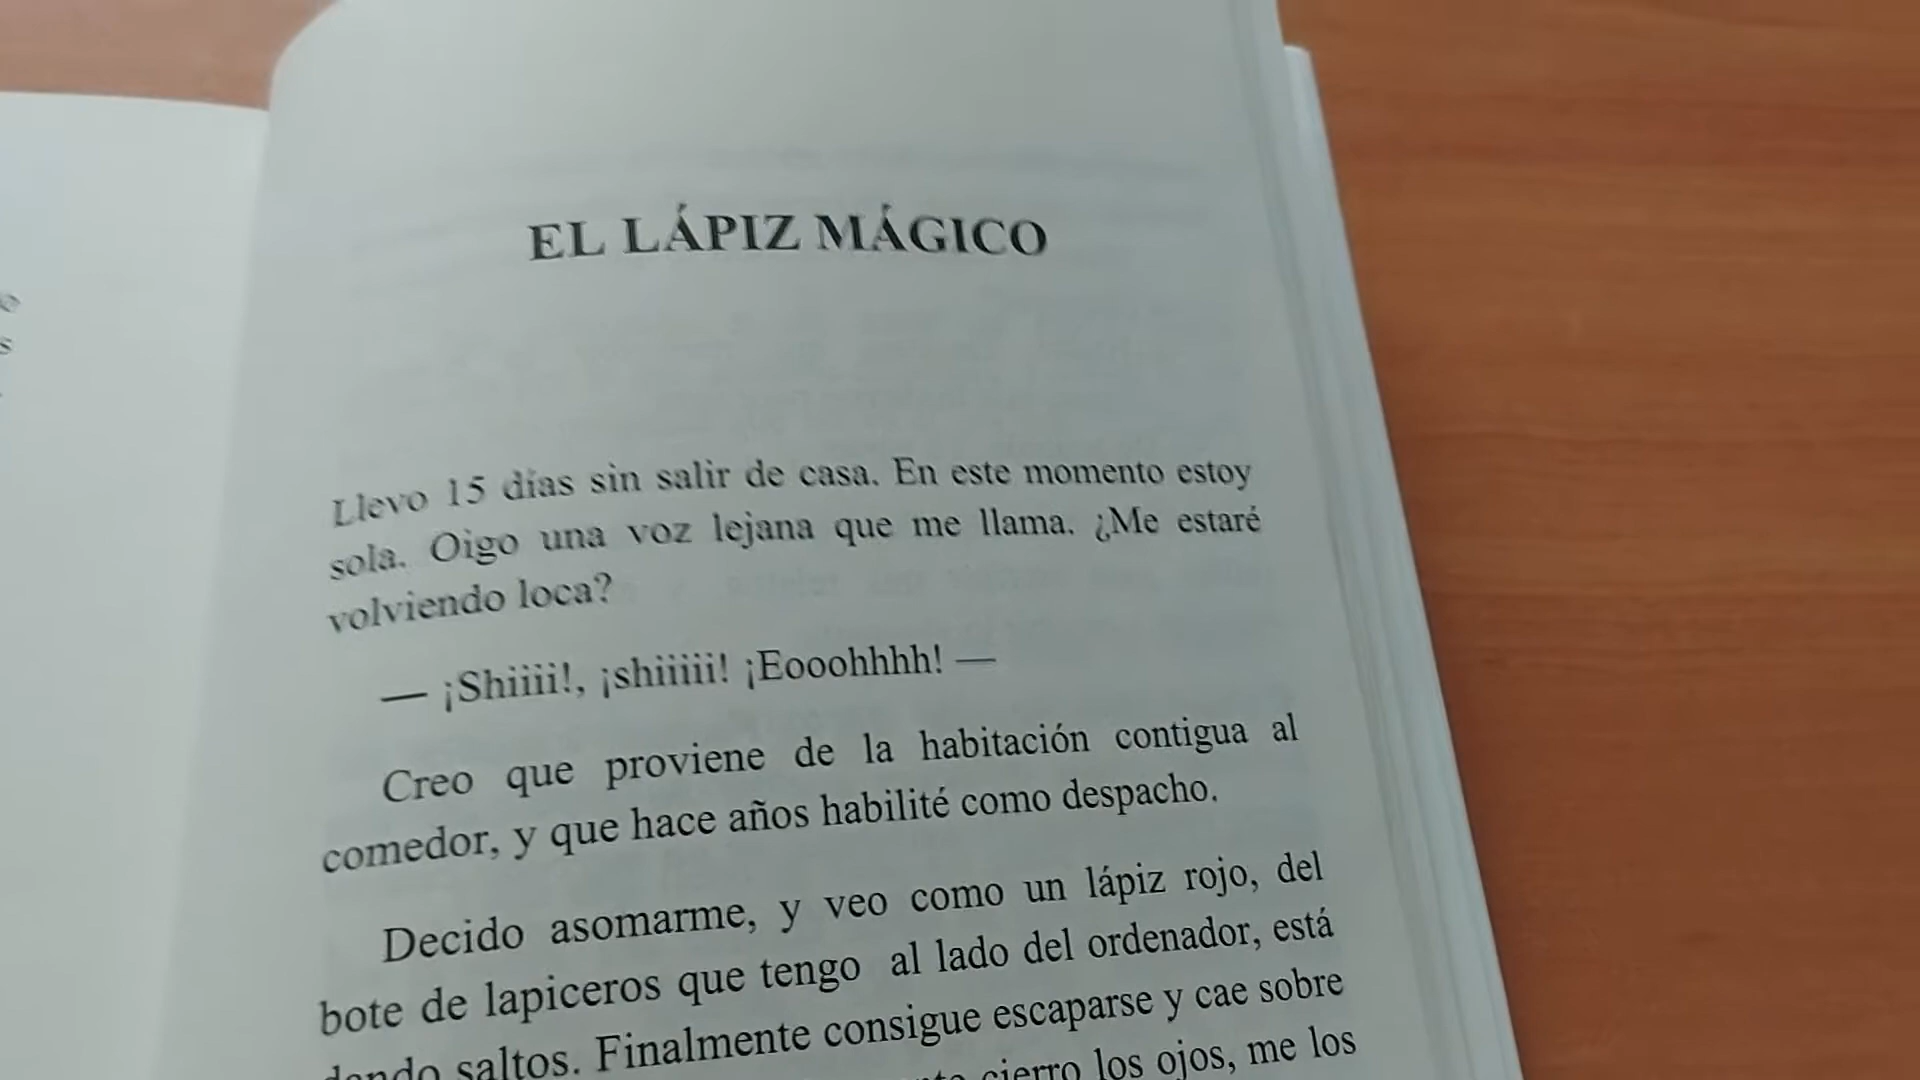 EL LÁPIZ MÁGICO
Llevo 15 días sin salir de casa. En este momento estoy
sola. Oigo una voz lejana que me llama. ¿Me estaré
volviendo loca?
— ¡Shiiii!, ¡shiiiii! ¡Eooohhhh! —
Creo que proviene de la habitación contigua al
comedor, y que hace años habilité como despacho.
Decido asomarme, y veo como un lápiz rojo, del
bote de lapiceros que tengo al lado del ordenador, está
dando saltos. Finalmente consigue escaparse y cae sobre
cierro los ojos, me los